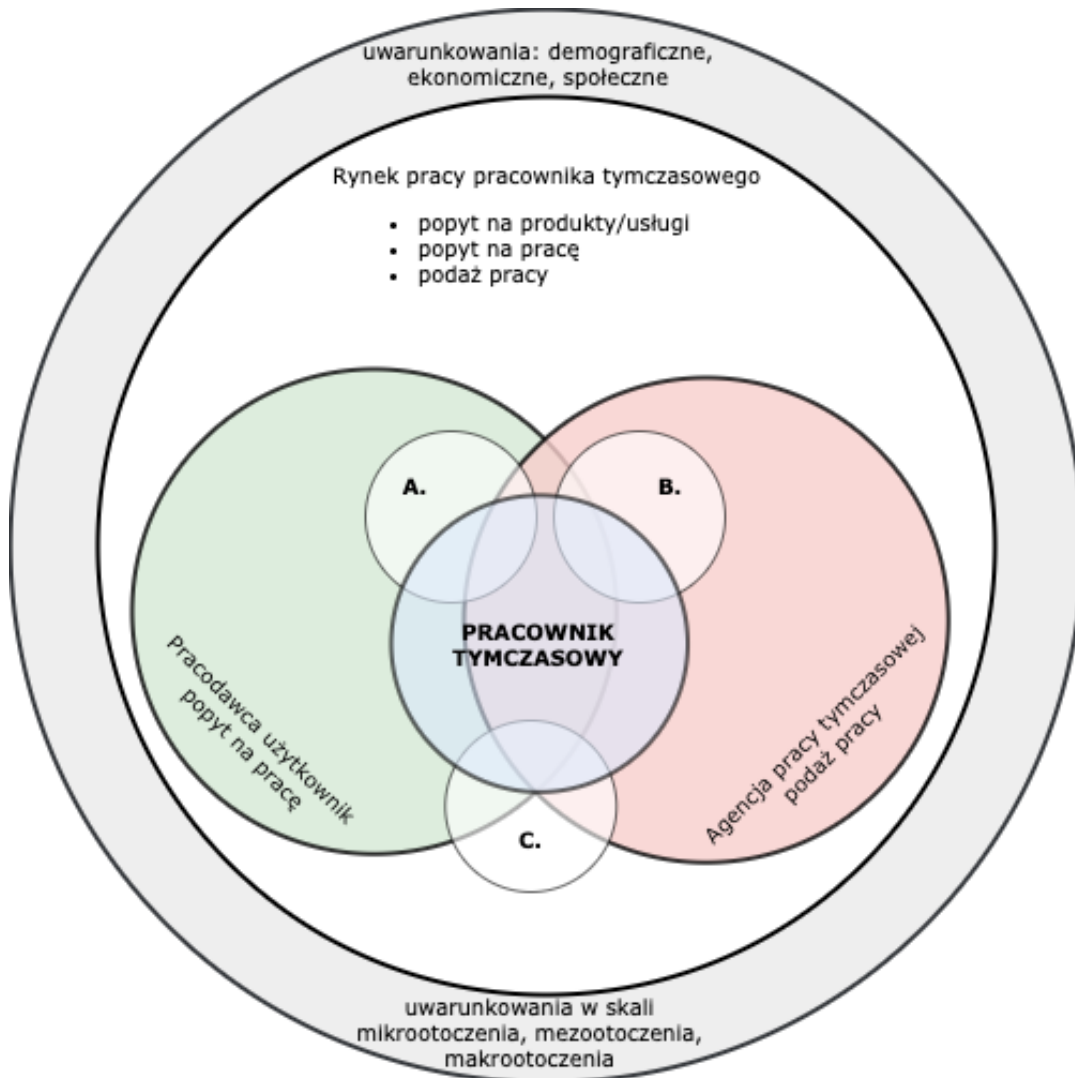 uwarunkowania: demograficzne,
ekonomiczne, społeczne
Rynek pracy pracownika tymczasowego
• popyt na produkty/usługi
• popyt na pracę
• podaż pracy
A.
B.
PRACOWNIK
TYMCZASOWY
Pracodawca użytkownik
popyt na pracę
Agencja pracy tymczasowej
podaż pracy
C.
uwarunkowania w skali
mikrootoczenia, mezootoczenia,
makrootoczenia